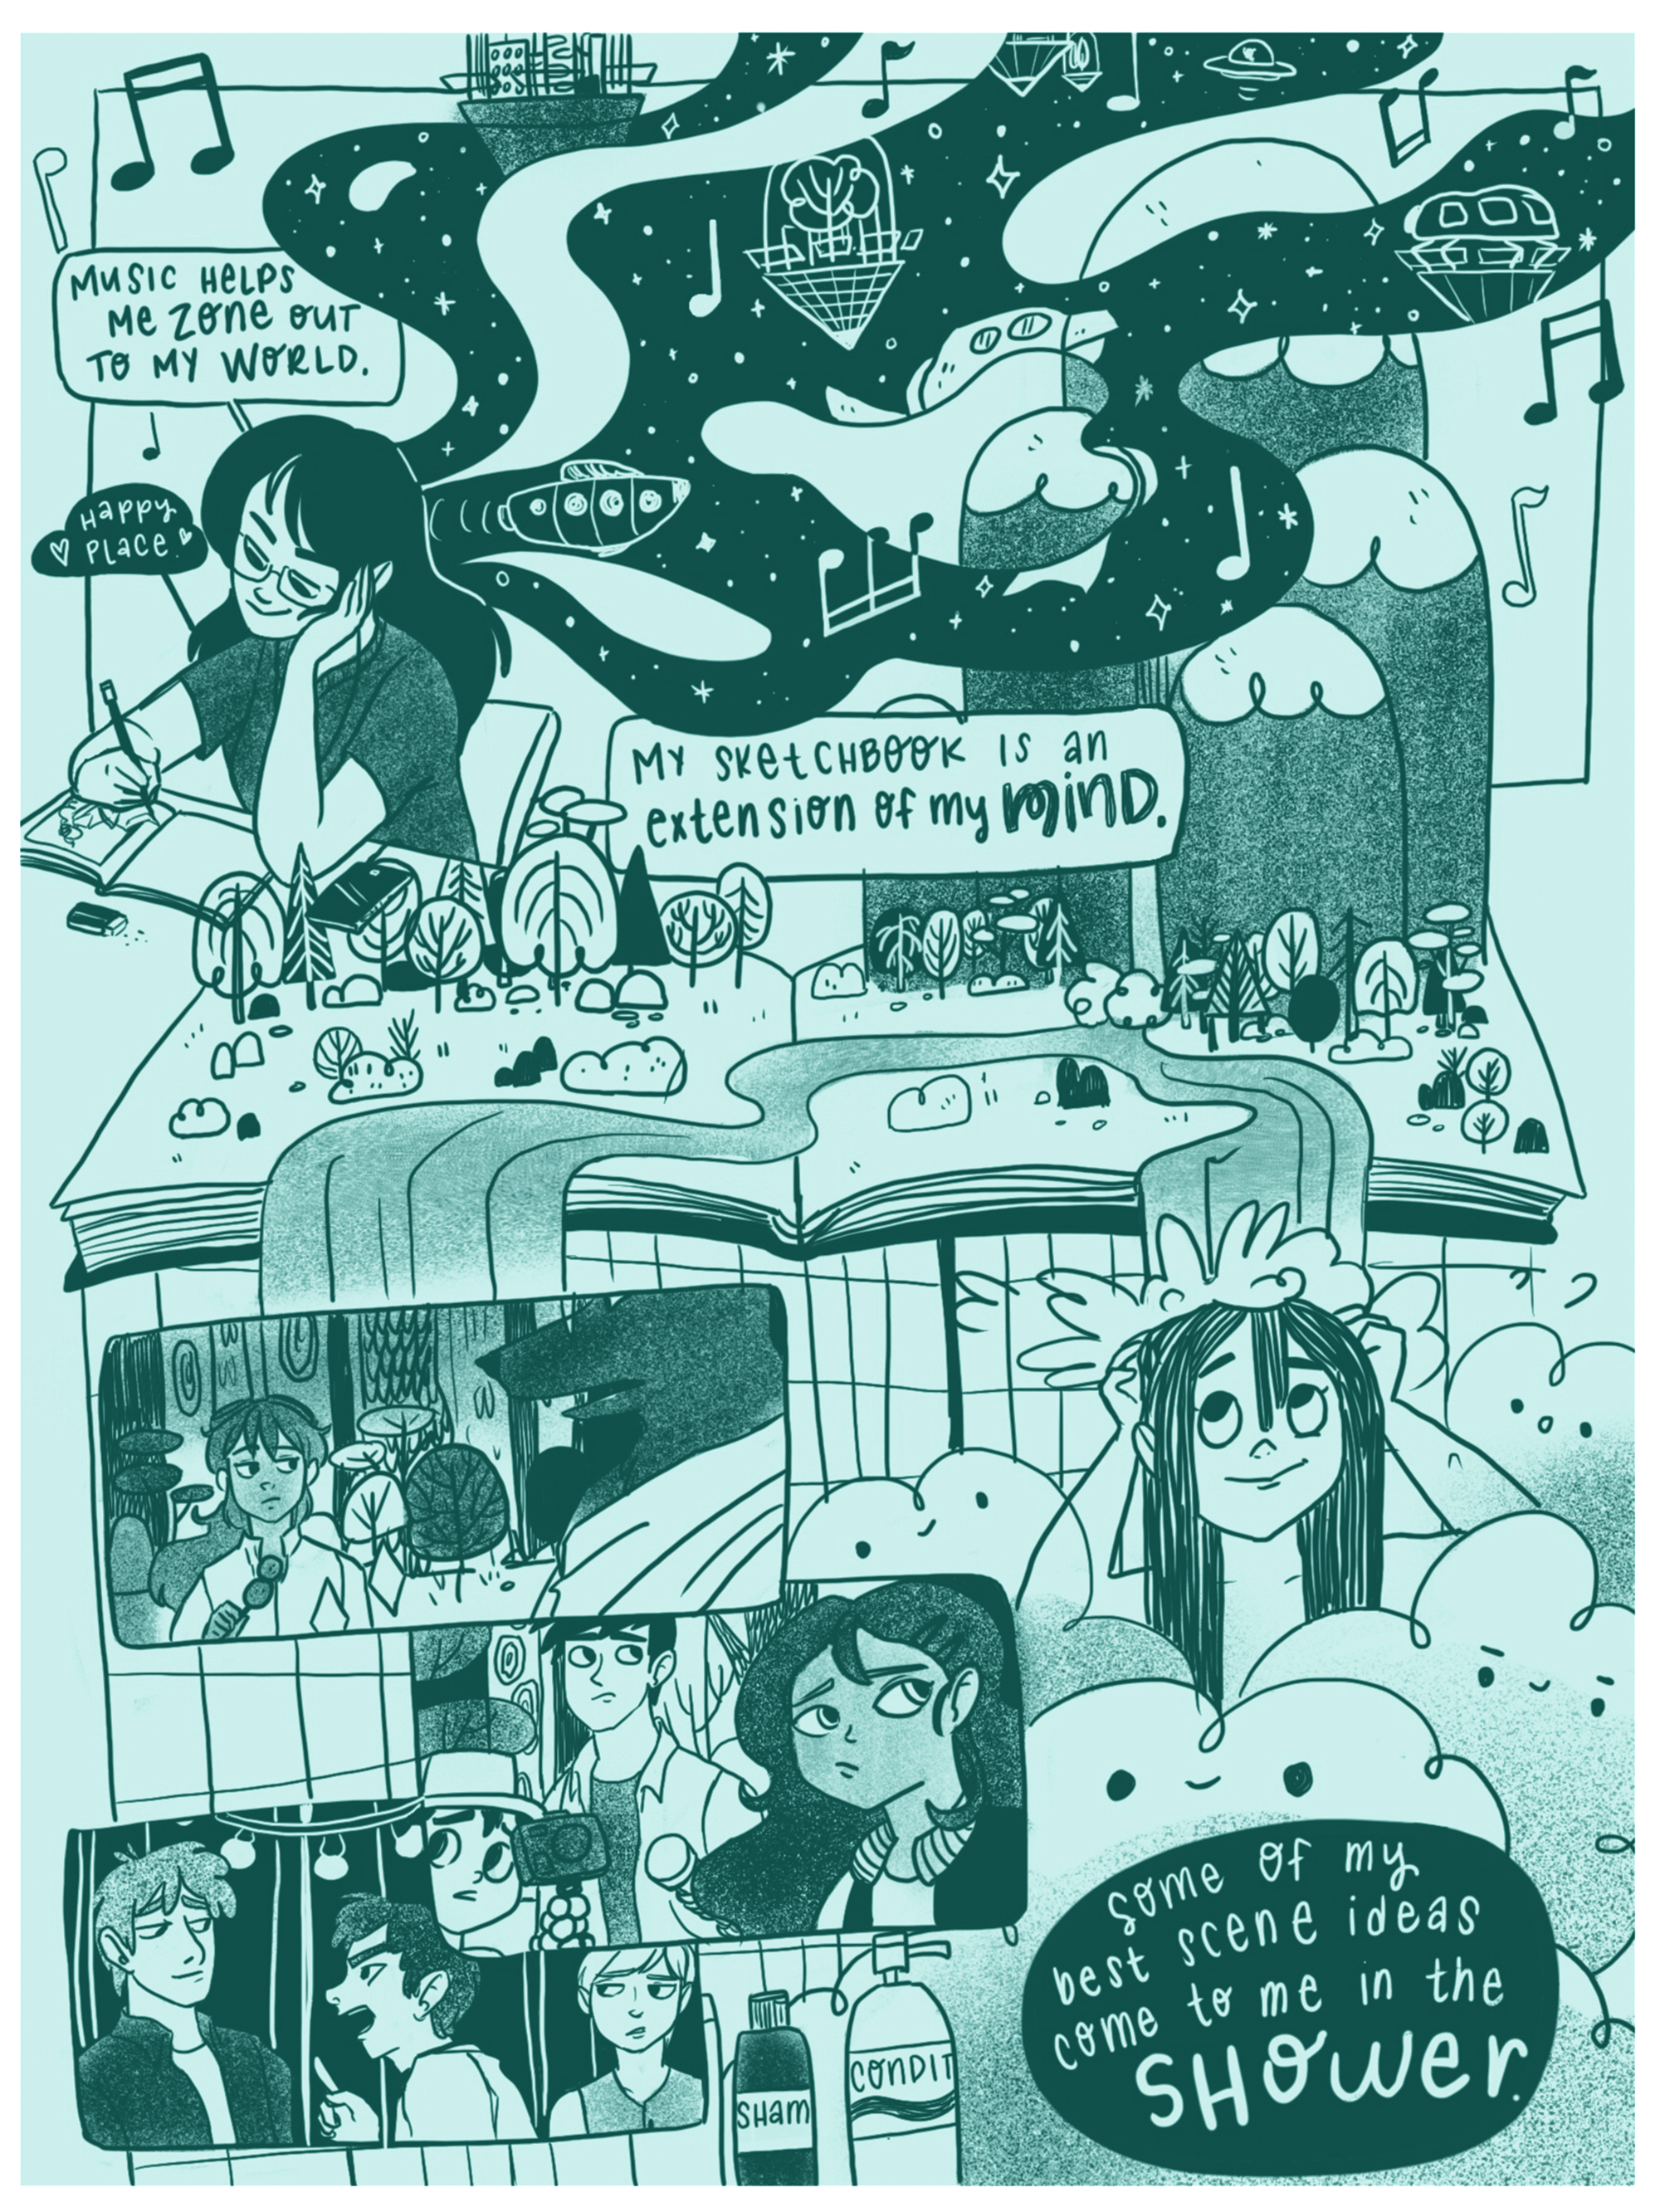 MUSIC HELPS
ME ZONE OUT
TO MY WORLD.
HAPPY
PLACE
MY SKETCHBOOK IS AN
EXTENSION OF MY MIND.
SOME OF MY
BEST SCENE IDEAS
COME TO ME IN THE
SHOWER.
SHAM
CONDIT